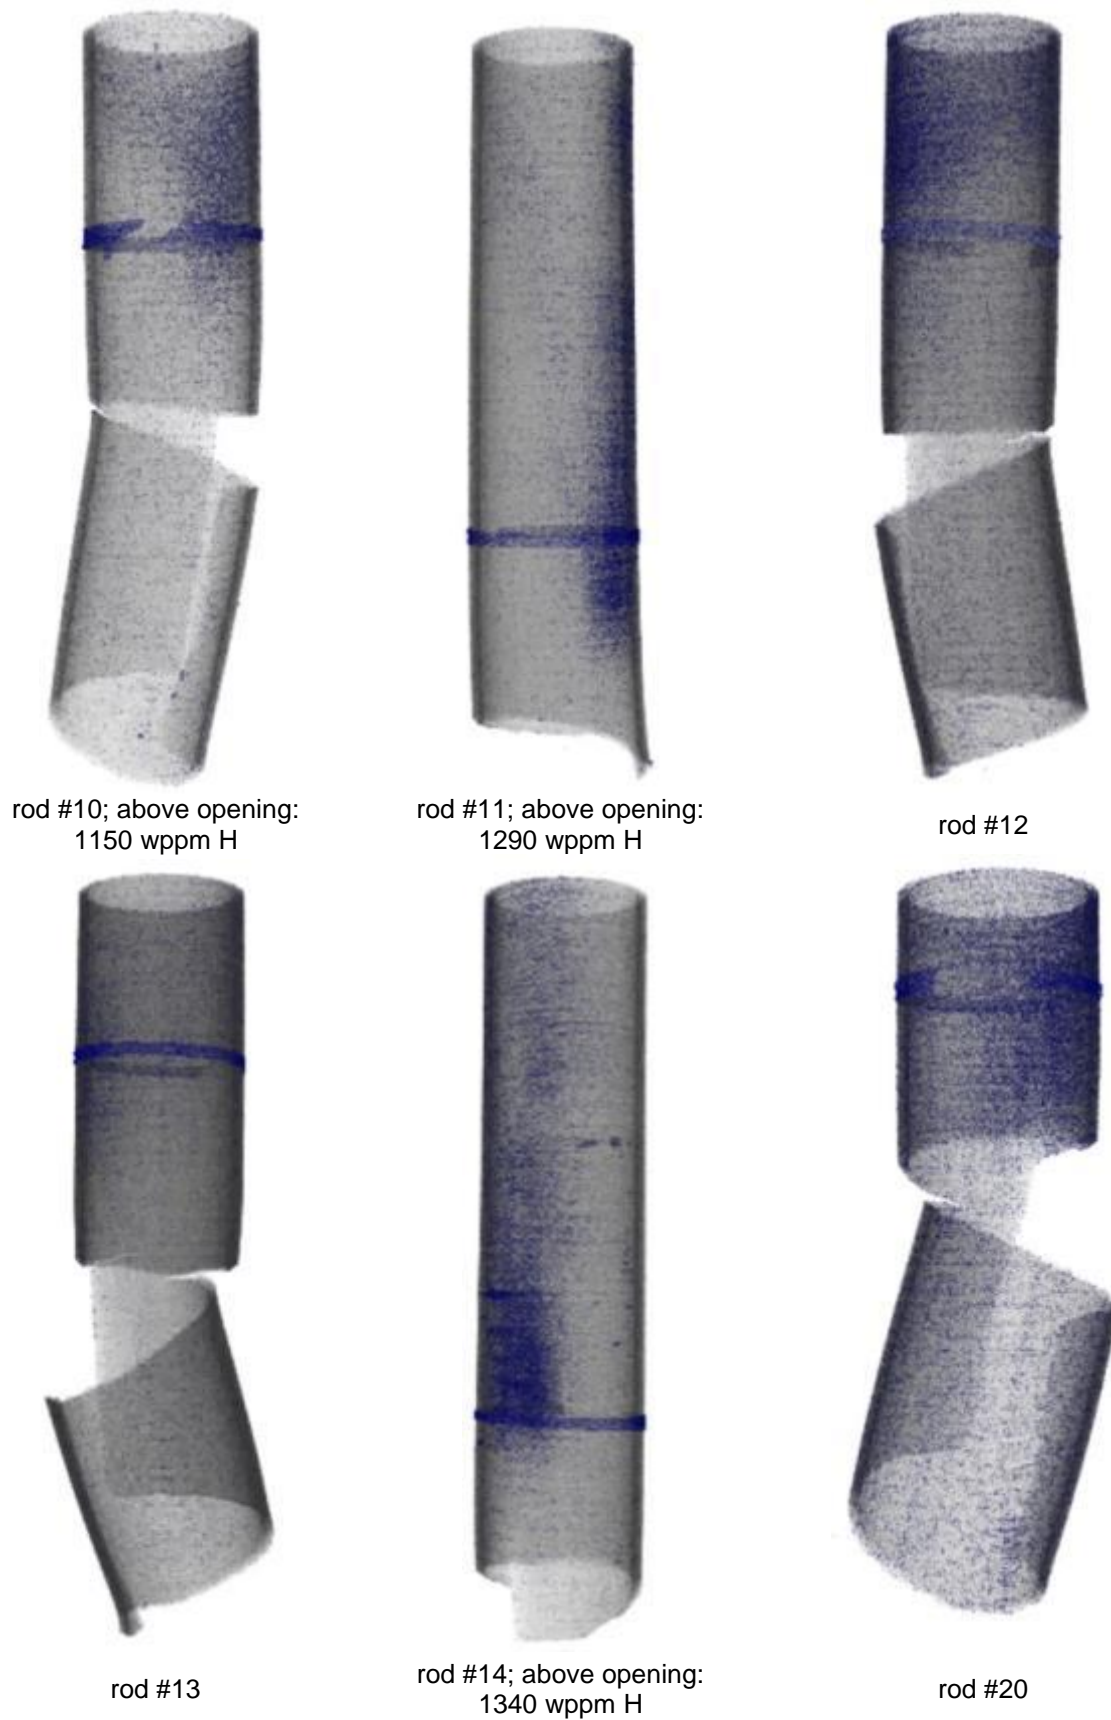 rod #10; above opening:
1150 wppm H
rod #11; above opening:
1290 wppm H
rod #12
rod #13
rod #14; above opening:
1340 wppm H
rod #20